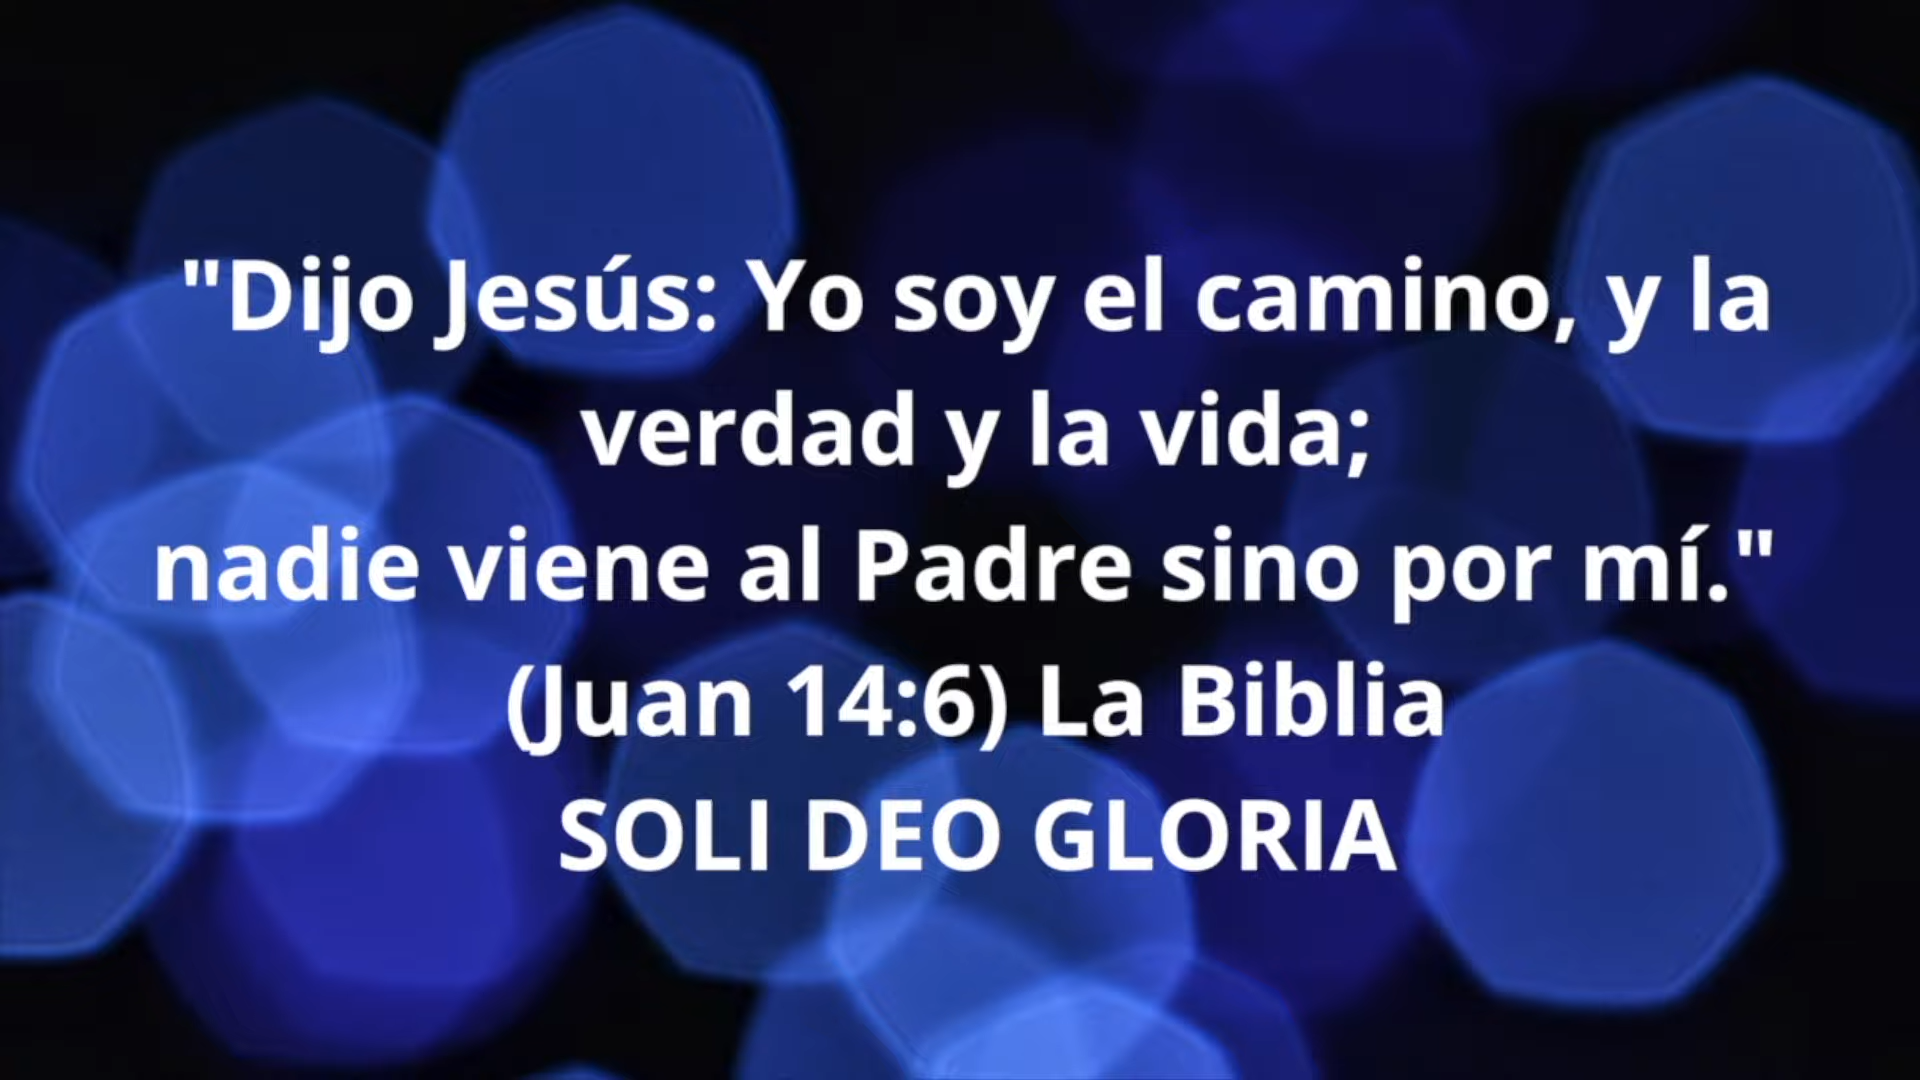 "Dijo Jesús: Yo soy el camino, y la
verdad y la vida;
nadie viene al Padre sino por mí."
(Juan 14:6) La Biblia
SOLI DEO GLORIA